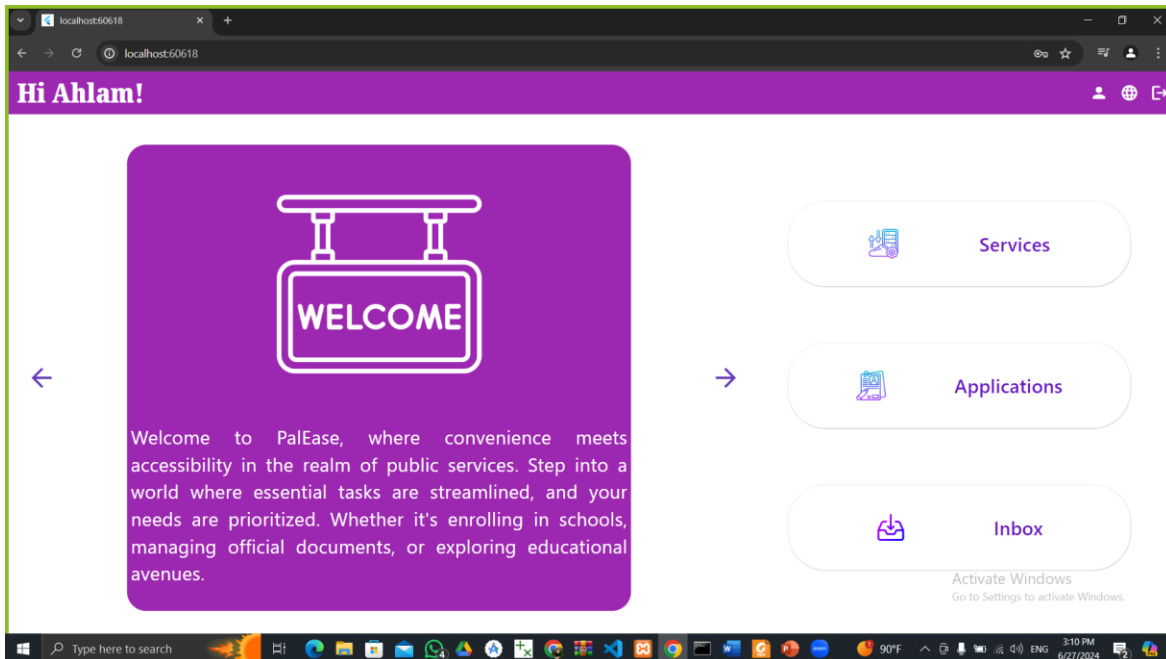 localhost:60618
localhost:60618
Hi Ahlam!
WELCOME
Welcome to PalEase, where convenience meets
accessibility in the realm of public services. Step into a
world where essential tasks are streamlined, and your
needs are prioritized. Whether it's enrolling in schools,
managing official documents, or exploring educational
avenues.
Services
Applications
Inbox
Activate Windows
Go to Settings to activate Windows.
Type here to search
90°F
ENG
3:10 PM
6/27/2024